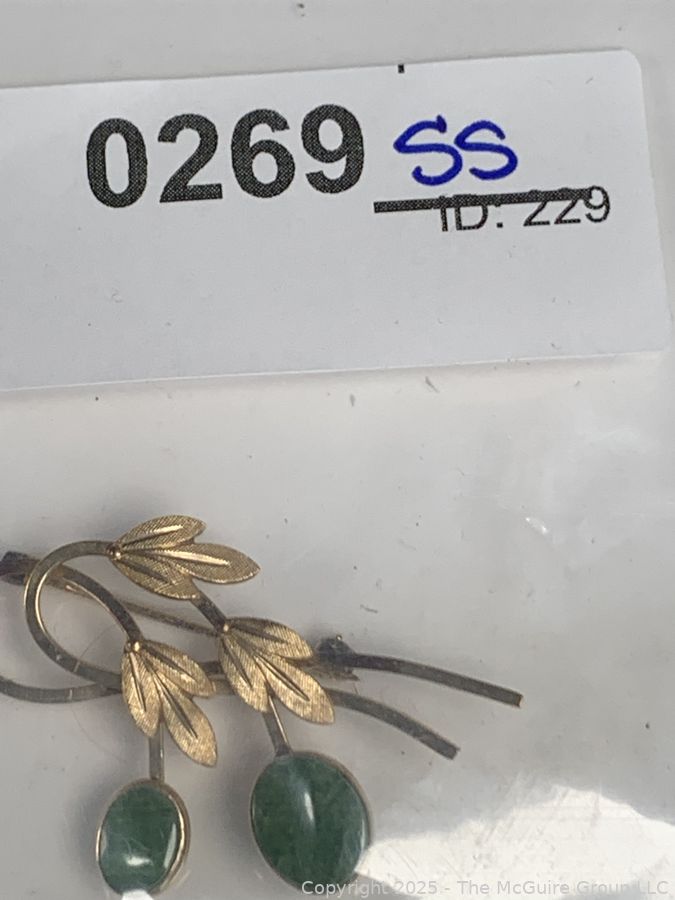 0269 SS
ID: 229
Copyright 2025 - The McGuire Group LLC